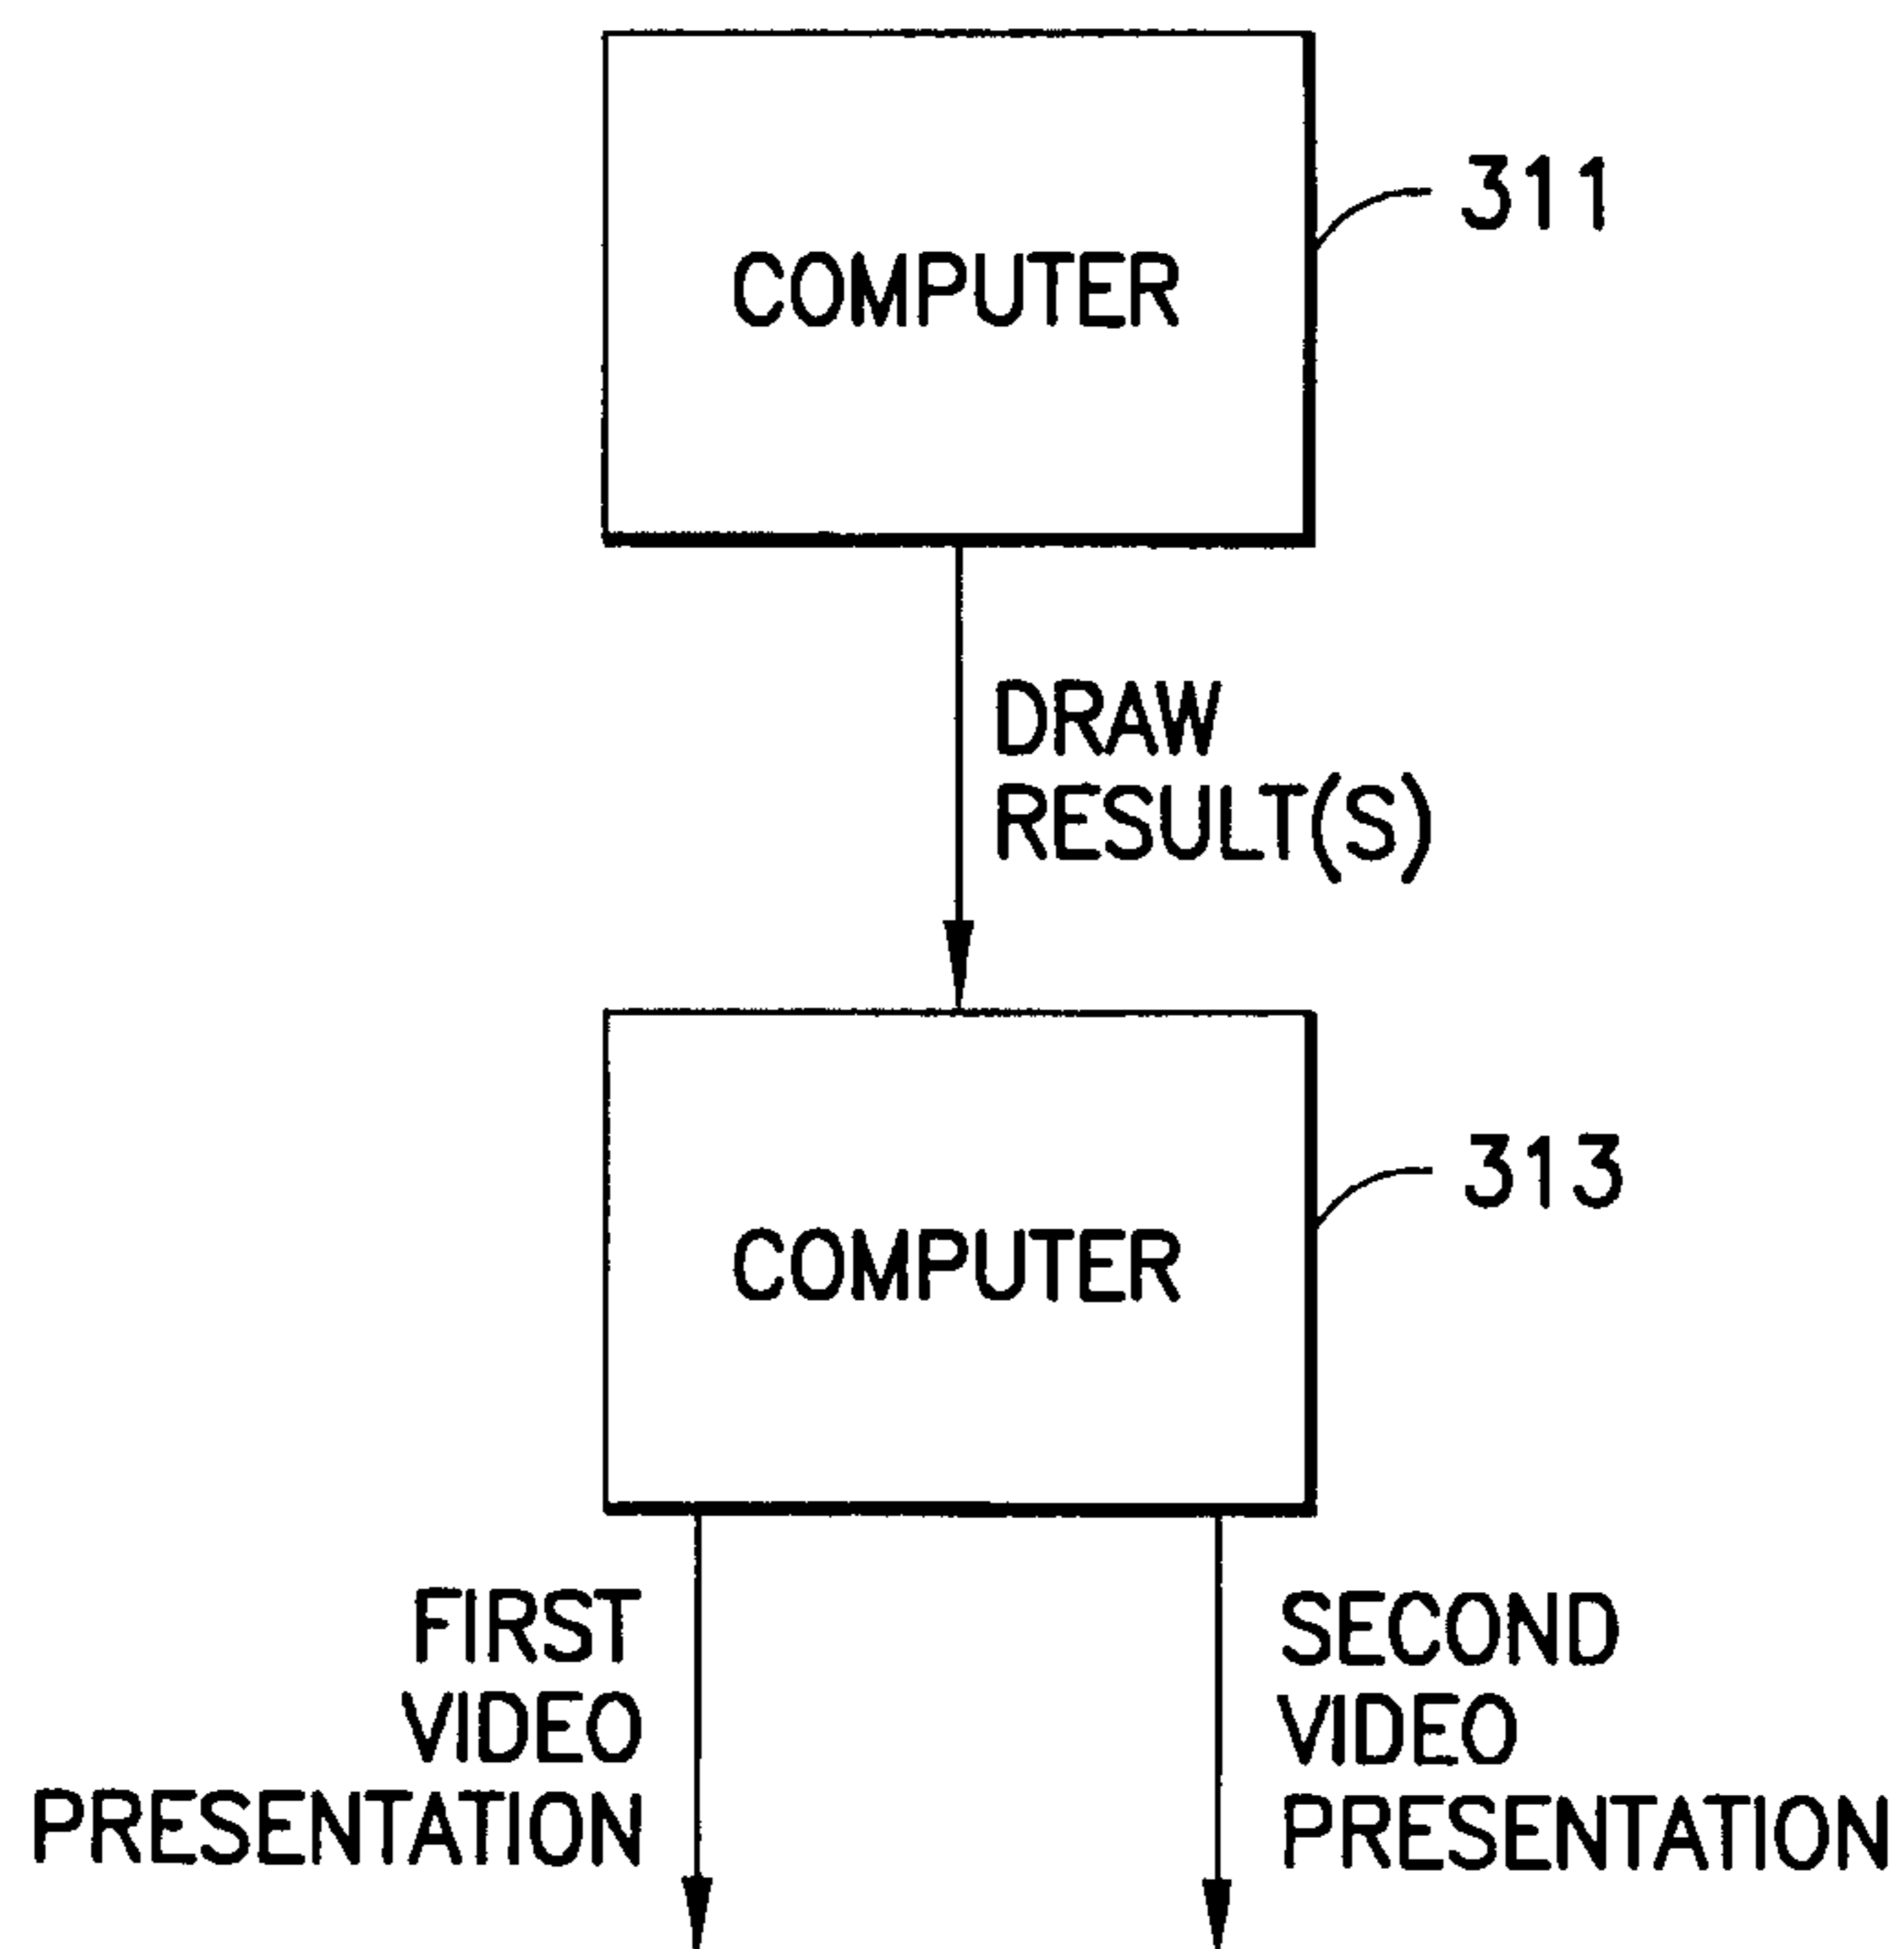 311
COMPUTER
DRAW
RESULT(S)
313
COMPUTER
FIRST
VIDEO
PRESENTATION
SECOND
VIDEO
PRESENTATION